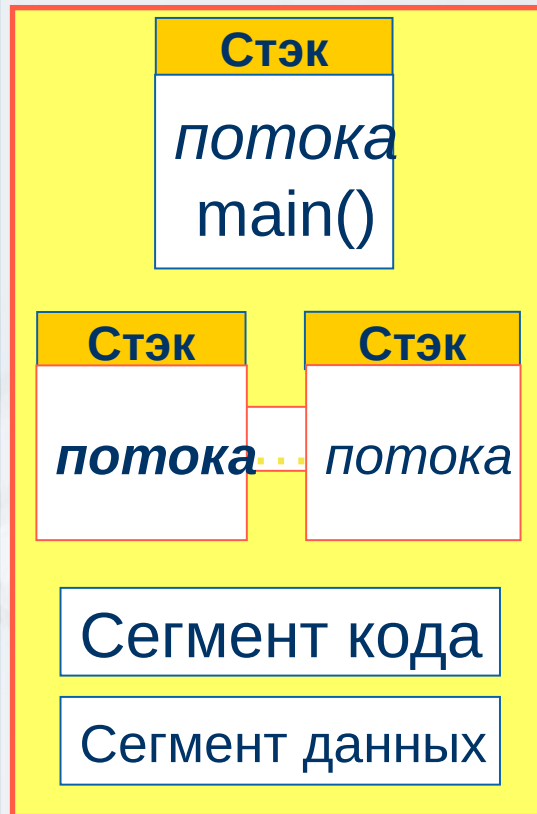 Стэк
потока
main()
Стэк
потока
...
Стэк
потока
Сегмент кода
Сегмент данных